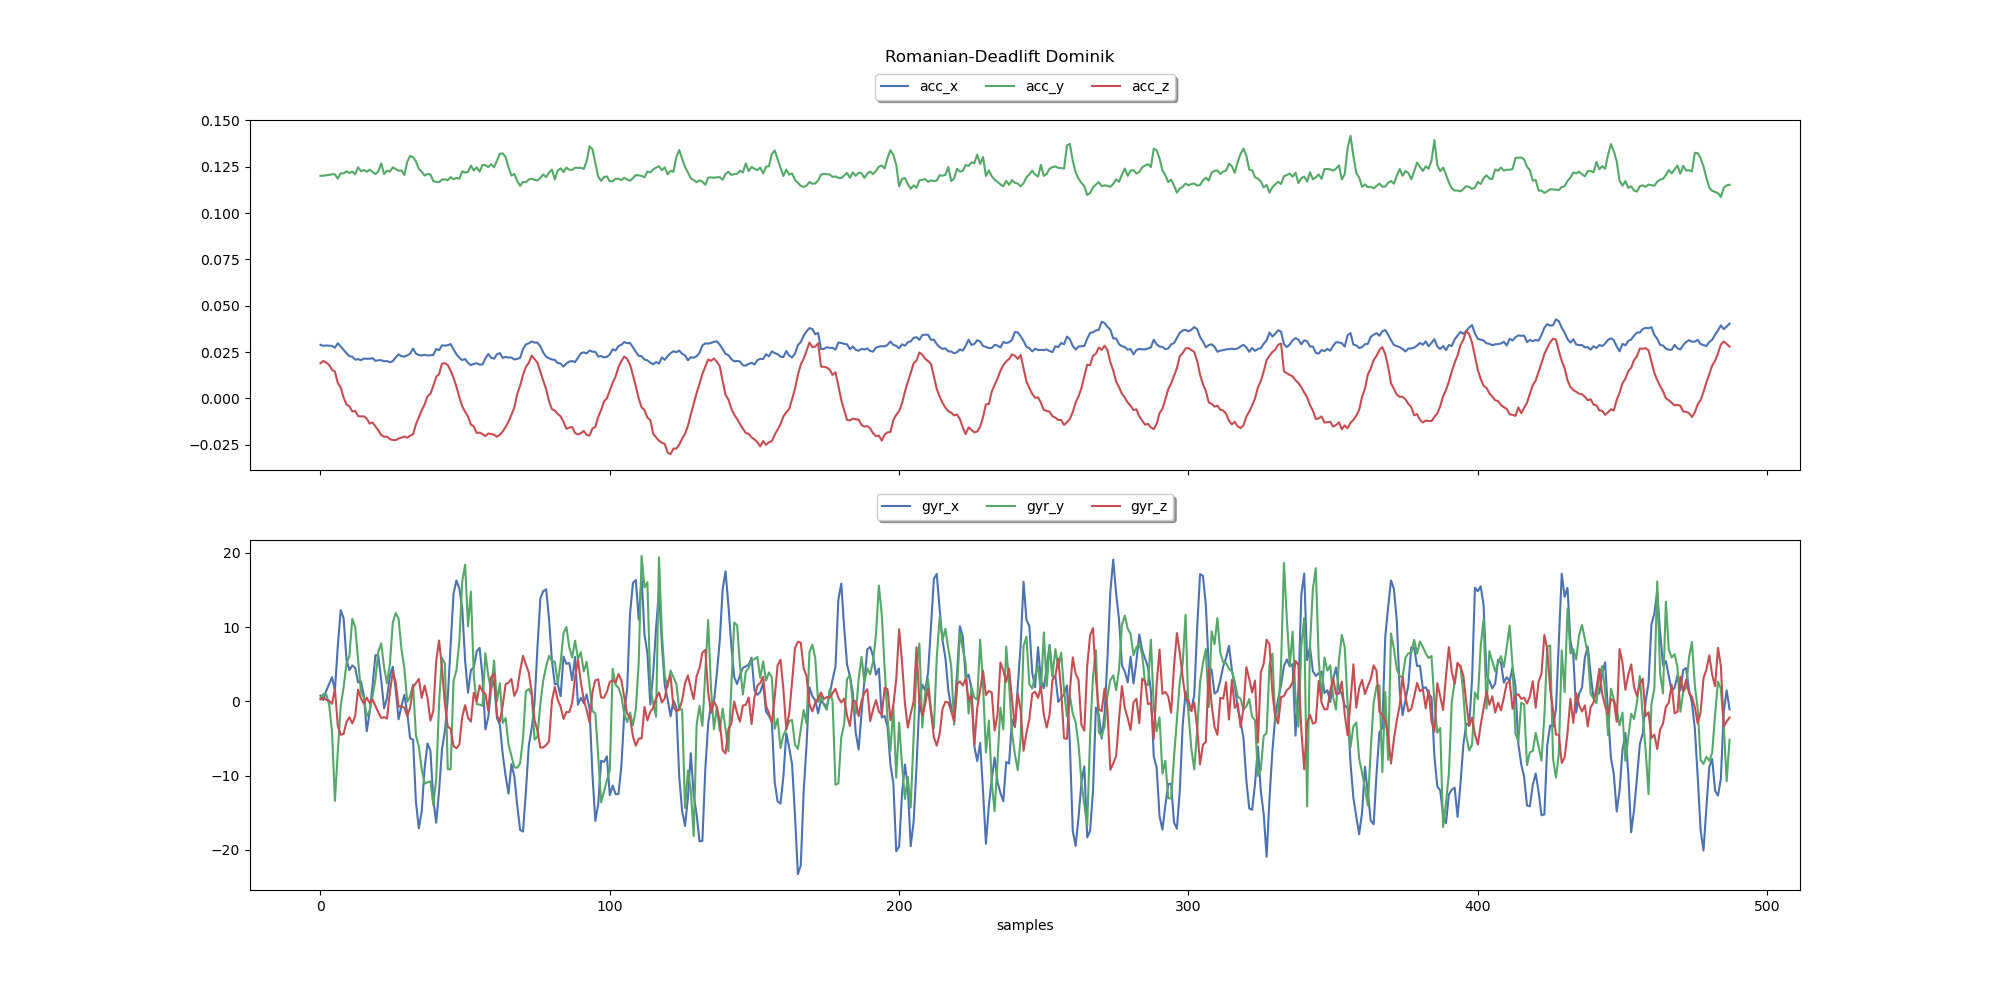 Romanian-Deadlift Dominik
acc_x acc_y acc_z
0.150
0.125
0.100
0.075
0.050
0.025
0.000
−0.025
gyr_x gyr_y gyr_z
20
10
0
−10
−20
0 100 200 300 400 500
samples